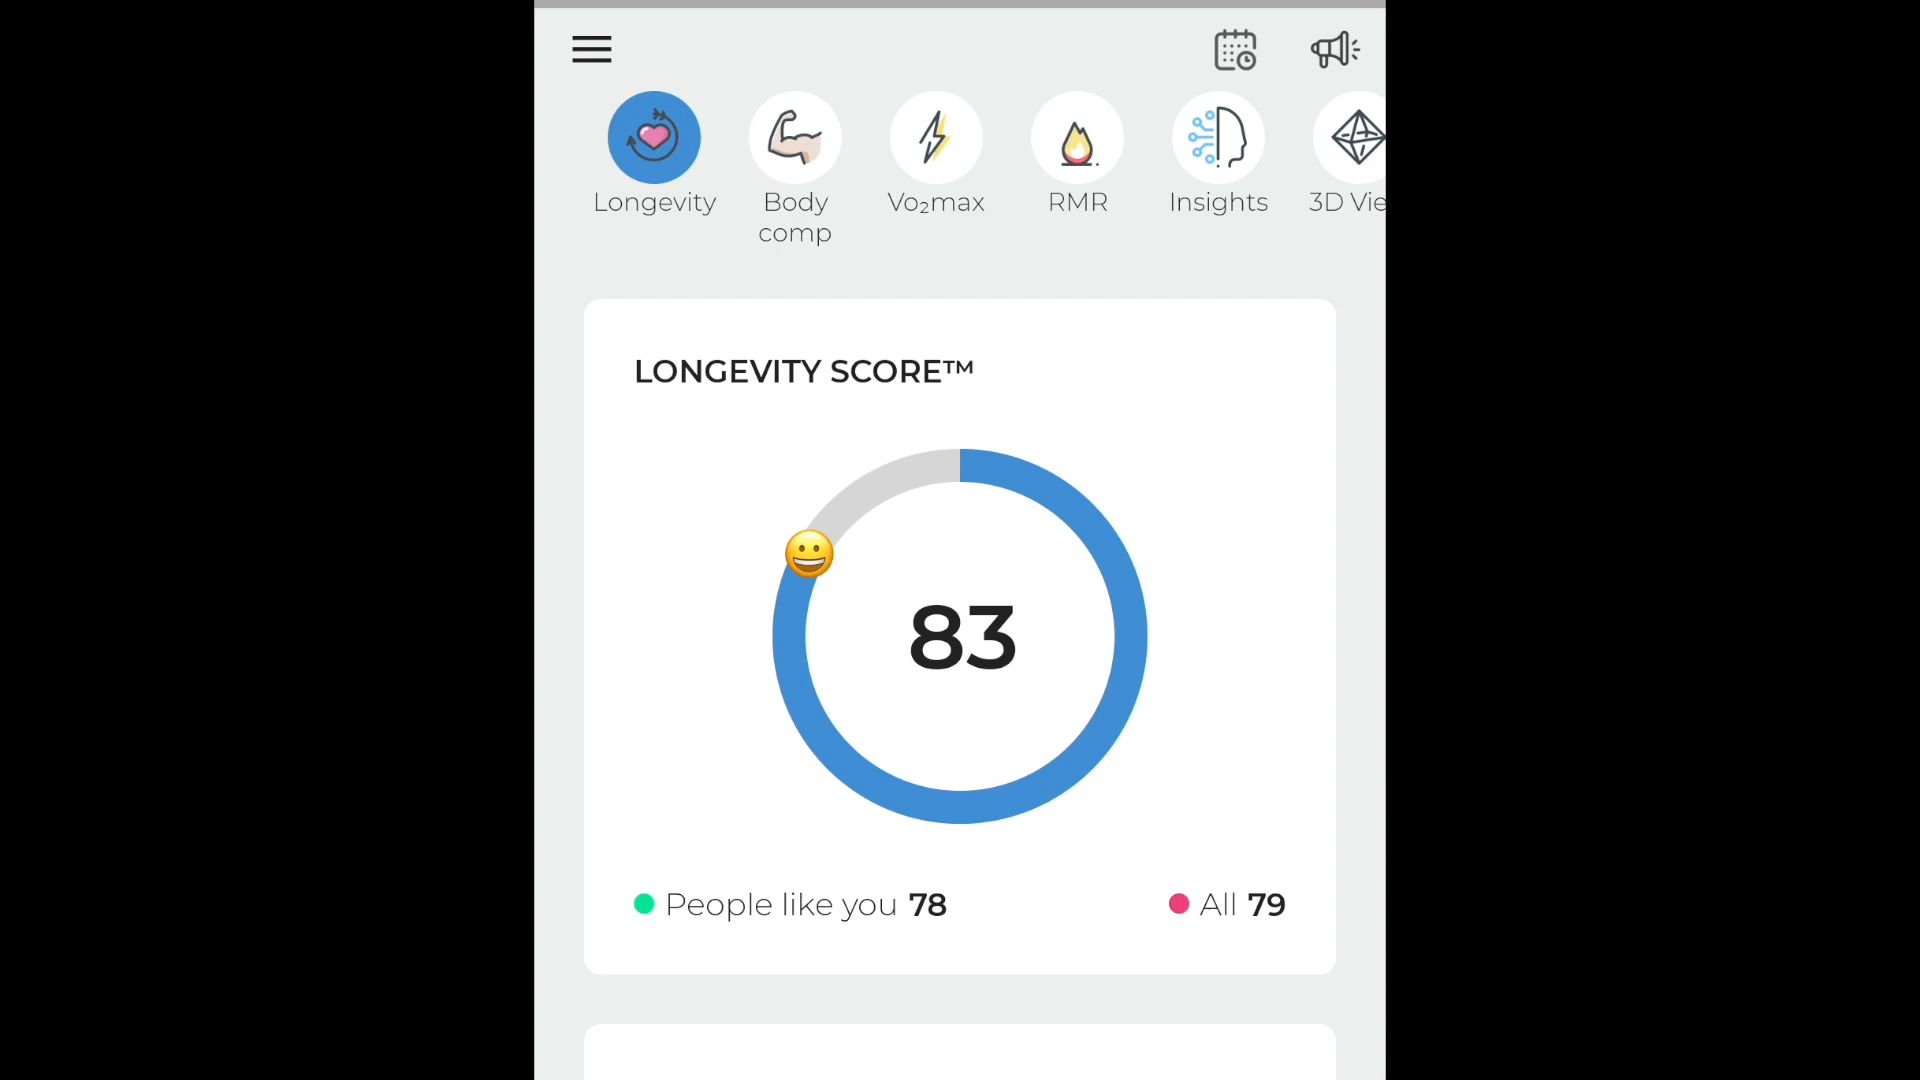 Longevity
Body
comp
Vo₂max
RMR
Insights
3D Vie
LONGEVITY SCORE™
83
People like you 78
All 79